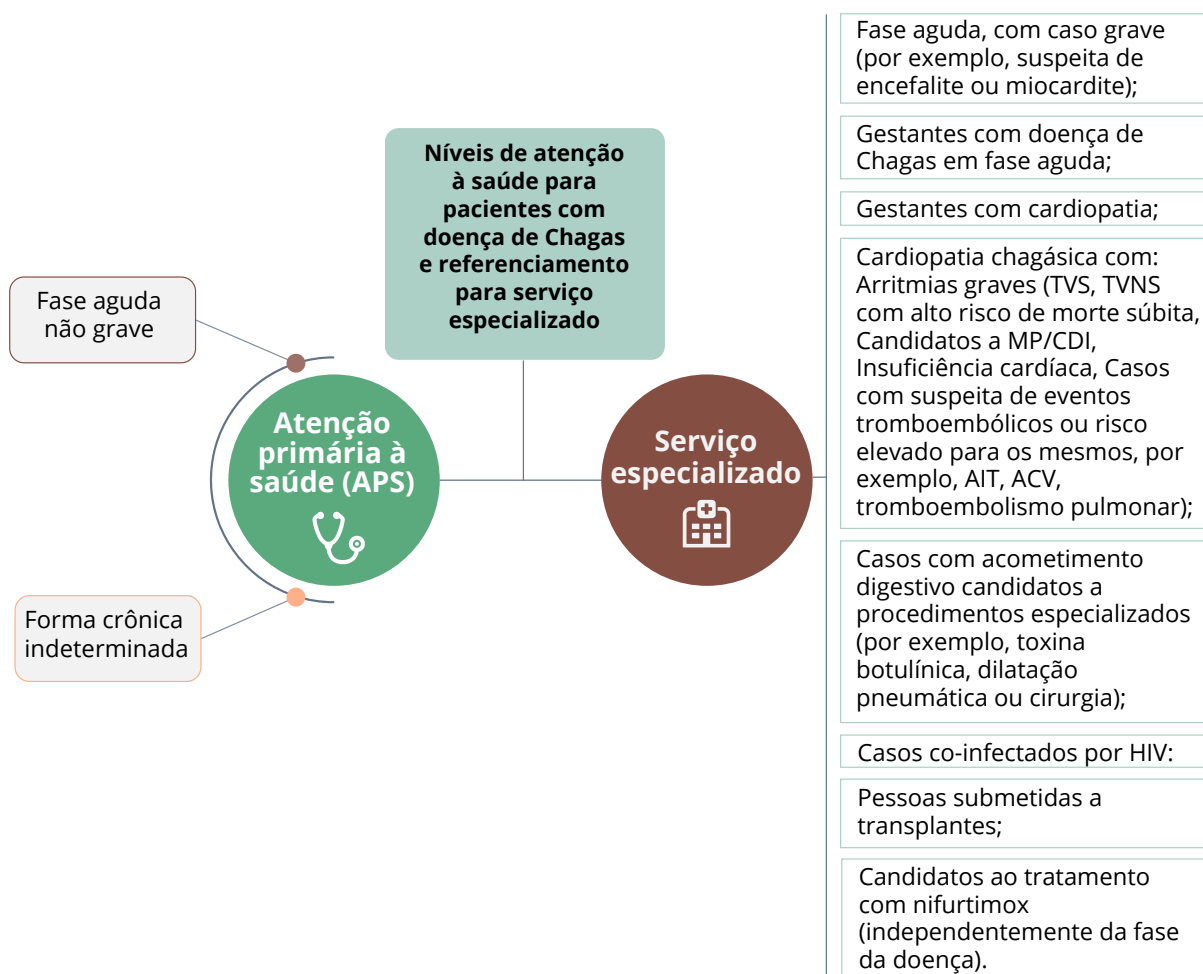 Níveis de atenção
à saúde para
pacientes com
doença de Chagas
e referenciamento
para serviço
especializado
Fase aguda
não grave
Atenção
primária à
saúde (APS)
Forma crônica
indeterminada
Serviço
especializado
Fase aguda, com caso grave
(por exemplo, suspeita de
encefalite ou miocardite);
Gestantes com doença de
Chagas em fase aguda;
Gestantes com cardiopatia;
Cardiopatia chagásica com:
Arritmias graves (TVS, TVNS
com alto risco de morte súbita,
Candidatos a MP/CDI,
Insuficiência cardíaca, Casos
com suspeita de eventos
tromboembólicos ou risco
elevado para os mesmos, por
exemplo, AIT, ACV,
tromboembolismo pulmonar);
Casos com acometimento
digestivo candidatos a
procedimentos especializados
(por exemplo, toxina
botulínica, dilatação
pneumática ou cirurgia);
Casos co-infectados por HIV:
Pessoas submetidas a
transplantes;
Candidatos ao tratamento
com nifurtimox
(independentemente da fase
da doença).